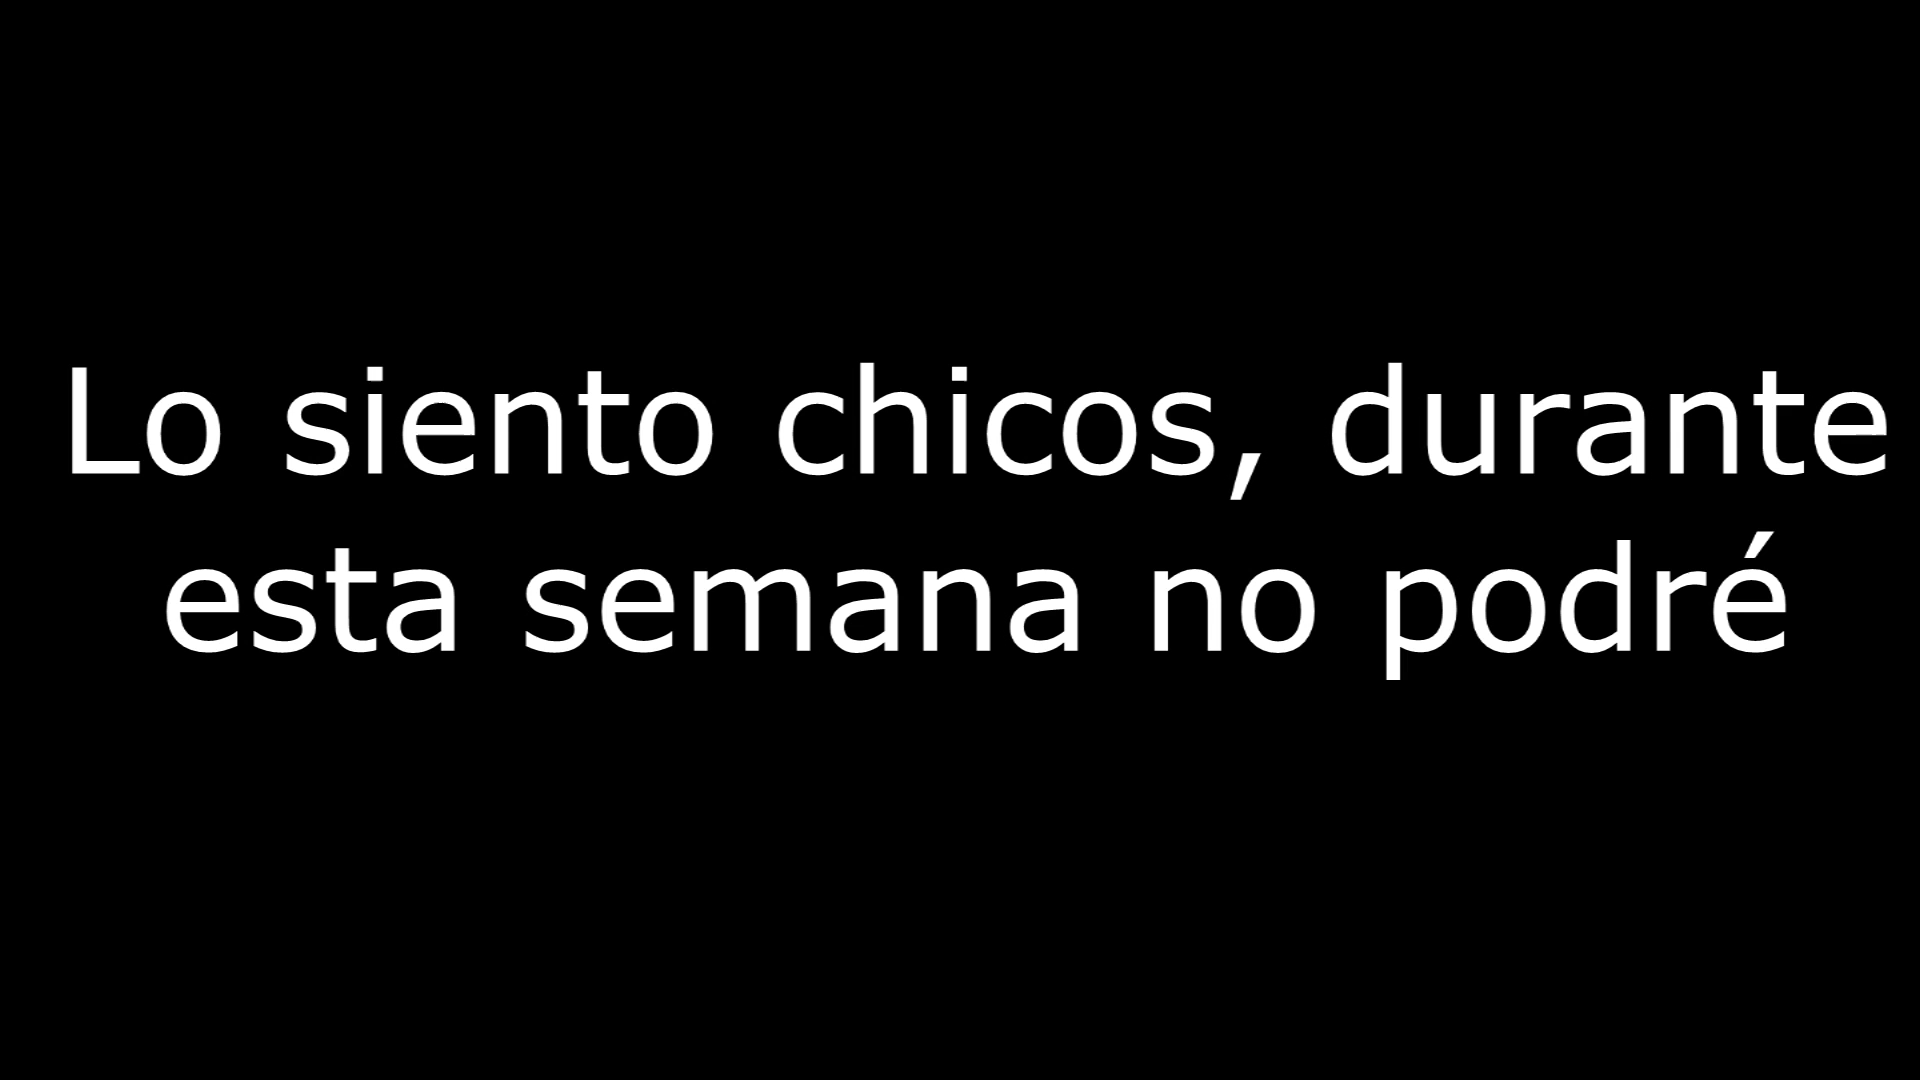 Lo siento chicos, durante
esta semana no podré